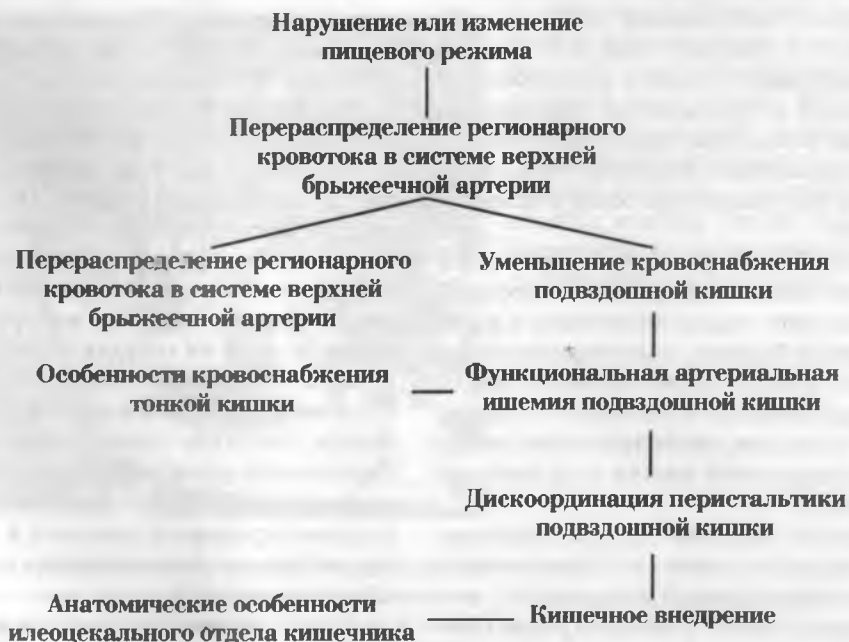 Нарушение или изменение
пищевого режима
Перераспределение регионарного
кровотока в системе верхней
брыжеечной артерии
Перераспределение регионарного
кровотока в системе верхней
брыжеечной артерии
Уменьшение кровоснабжения
подвздошной кишки
Особенности кровоснабжения
тонкой кишки
Функциональная артериальная
ишемия подвздошной кишки
Дискоординация перистальтики
подвздошной кишки
Анатомические особенности
илеоцекального отдела кишечника
Кишечное внедрение